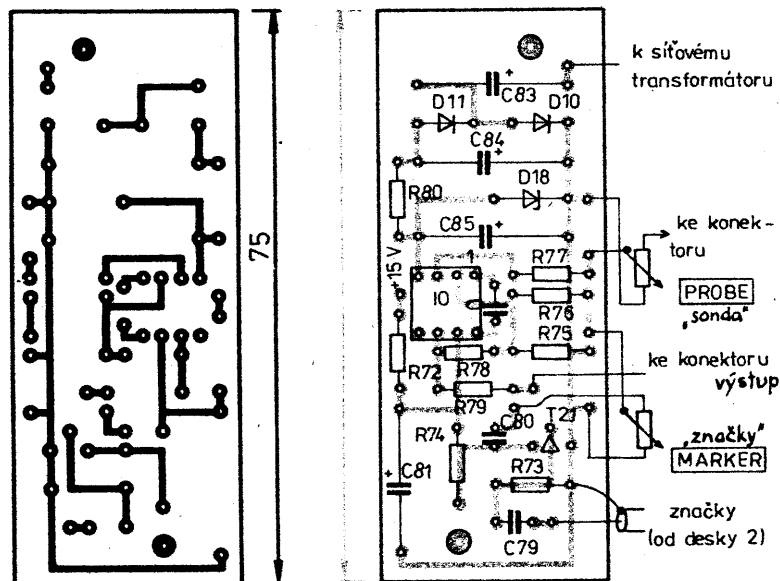 k síťovému
transformátoru
C83
D11
D10
C84
D18
R80
C85
ke konek-
toru
+15 V
1
R77
75
IO
PROBE
R76
„sonda"
R75
R72
R78
ke konektoru
výstup
R79
C80
T21
„značky"
R74
MARKER
C81
R73
značky
(od desky 2)
C79